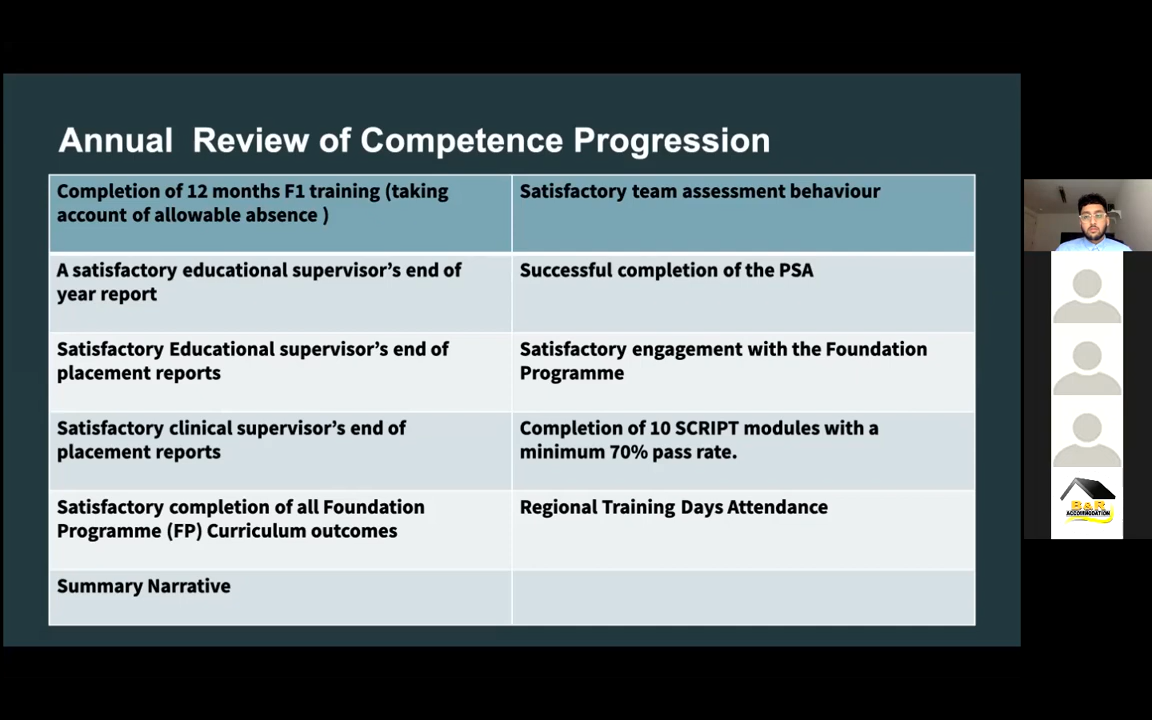 Annual Review of Competence Progression
Completion of 12 months F1 training (taking
account of allowable absence )
Satisfactory team assessment behaviour
A satisfactory educational supervisor's end of
year report
Successful completion of the PSA
Satisfactory Educational supervisor's end of
placement reports
Satisfactory engagement with the Foundation
Programme
Satisfactory clinical supervisor's end of
placement reports
Completion of 10 SCRIPT modules with a
minimum 70% pass rate.
Satisfactory completion of all Foundation
Programme (FP) Curriculum outcomes
Regional Training Days Attendance
Summary Narrative
B&R
ACCOMMODATION